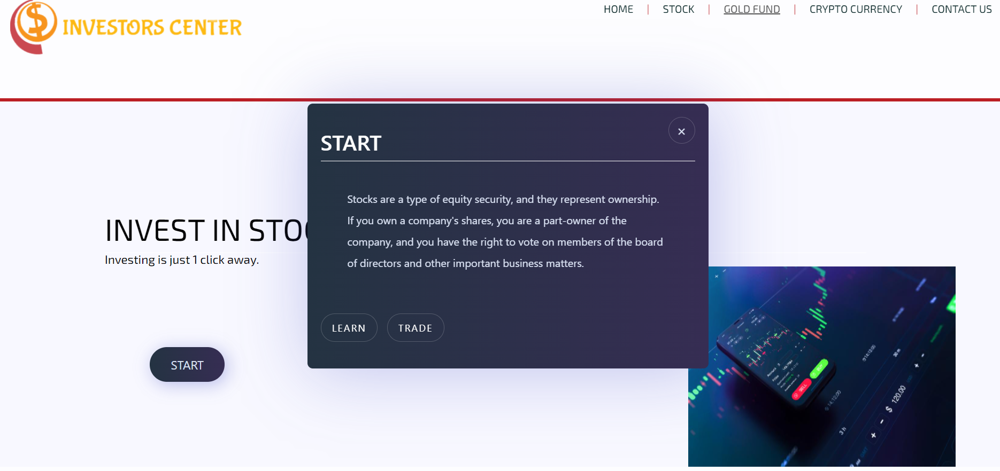 INVESTORS CENTER
HOME | STOCK | GOLD FUND | CRYPTO CURRENCY | CONTACT US
START
Stocks are a type of equity security, and they represent ownership.
If you own a company's shares, you are a part-owner of the
company, and you have the right to vote on members of the board
of directors and other important business matters.
LEARN TRADE
INVEST IN STO
Investing is just 1 click away.
START
SELL
$ 120.00
3 h
30 m